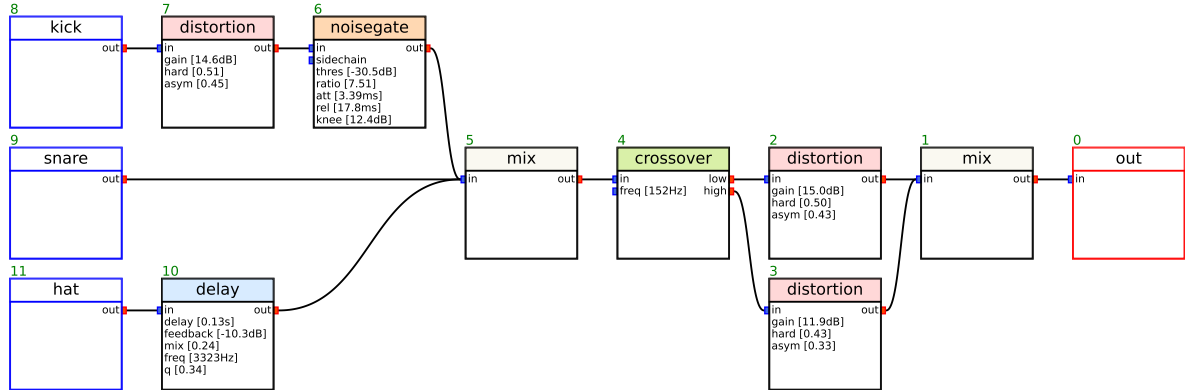 8
kick
out
7
distortion
in out
gain [14.6dB]
hard [0.51]
asym [0.45]
6
noisegate
in out
sidechain
thres [-30.5dB]
ratio [7.51]
att [3.39ms]
rel [17.8ms]
knee [12.4dB]
9
snare
out
5
mix
in out
4
crossover
in low
freq [152Hz] high
2
distortion
in out
gain [15.0dB]
hard [0.50]
asym [0.43]
1
mix
in out
0
out
in
11
hat
out
10
delay
in out
delay [0.13s]
feedback [-10.3dB]
mix [0.24]
freq [3323Hz]
q [0.34]
3
distortion
in out
gain [11.9dB]
hard [0.43]
asym [0.33]